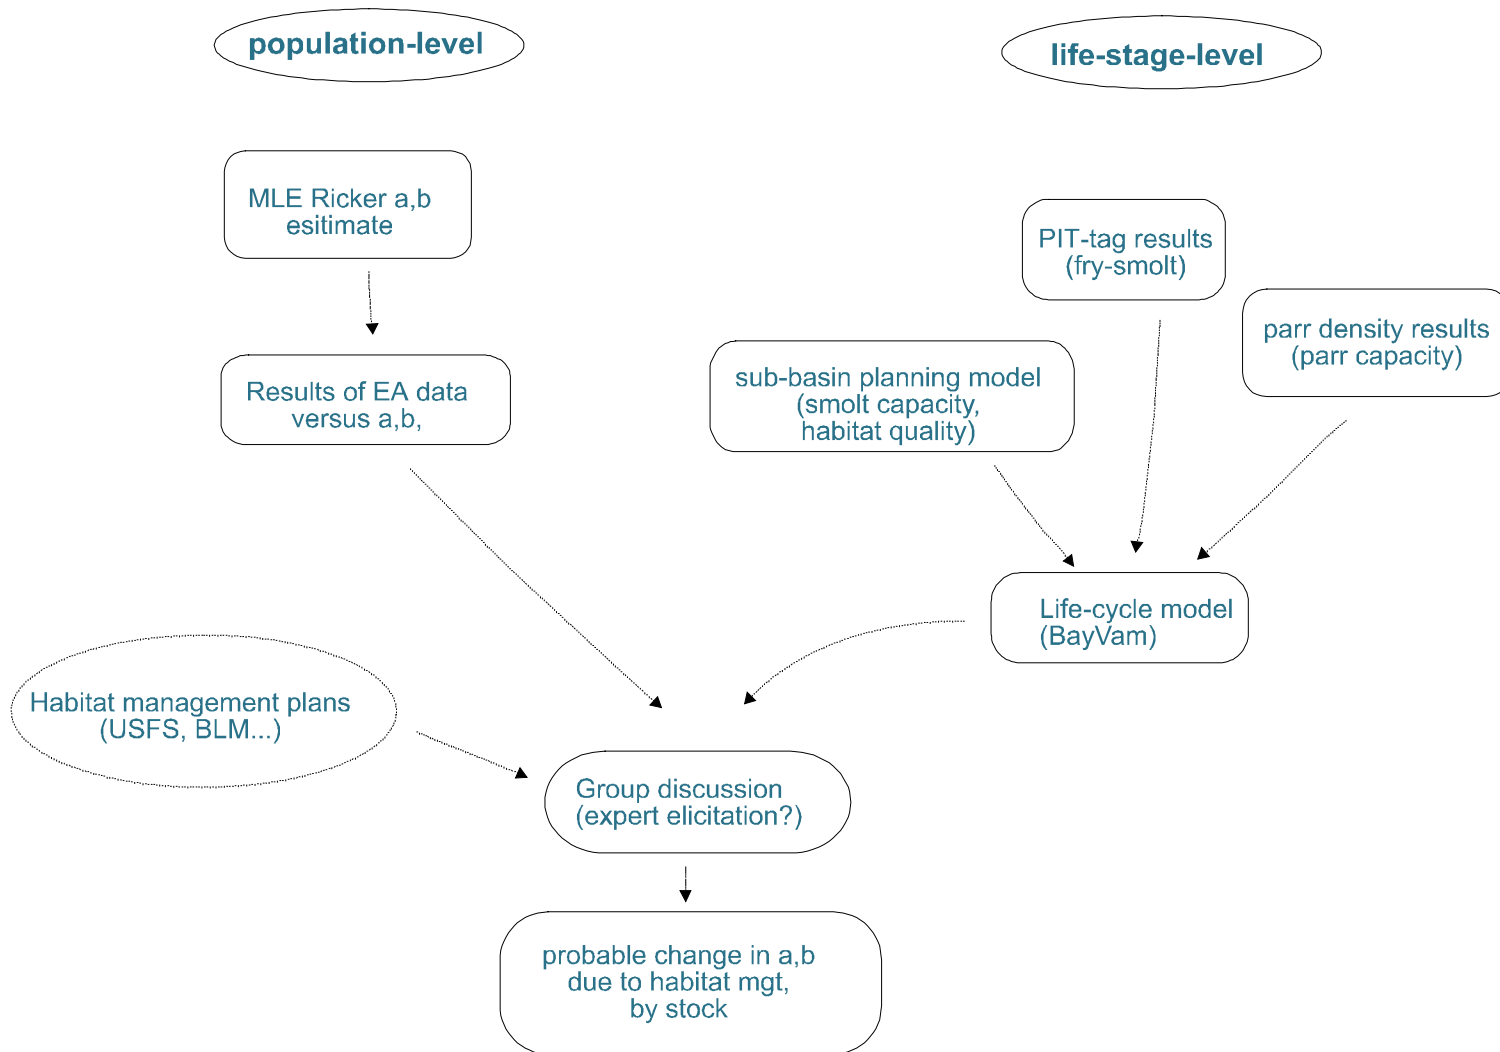 population-level
life-stage-level
MLE Ricker a,b
esitimate
PIT-tag results
(fry-smolt)
parr density results
(parr capacity)
Results of EA data
versus a,b,
sub-basin planning model
(smolt capacity,
habitat quality)
Life-cycle model
(BayVam)
Habitat management plans
(USFS, BLM...)
Group discussion
(expert elicitation?)
probable change in a,b
due to habitat mgt,
by stock